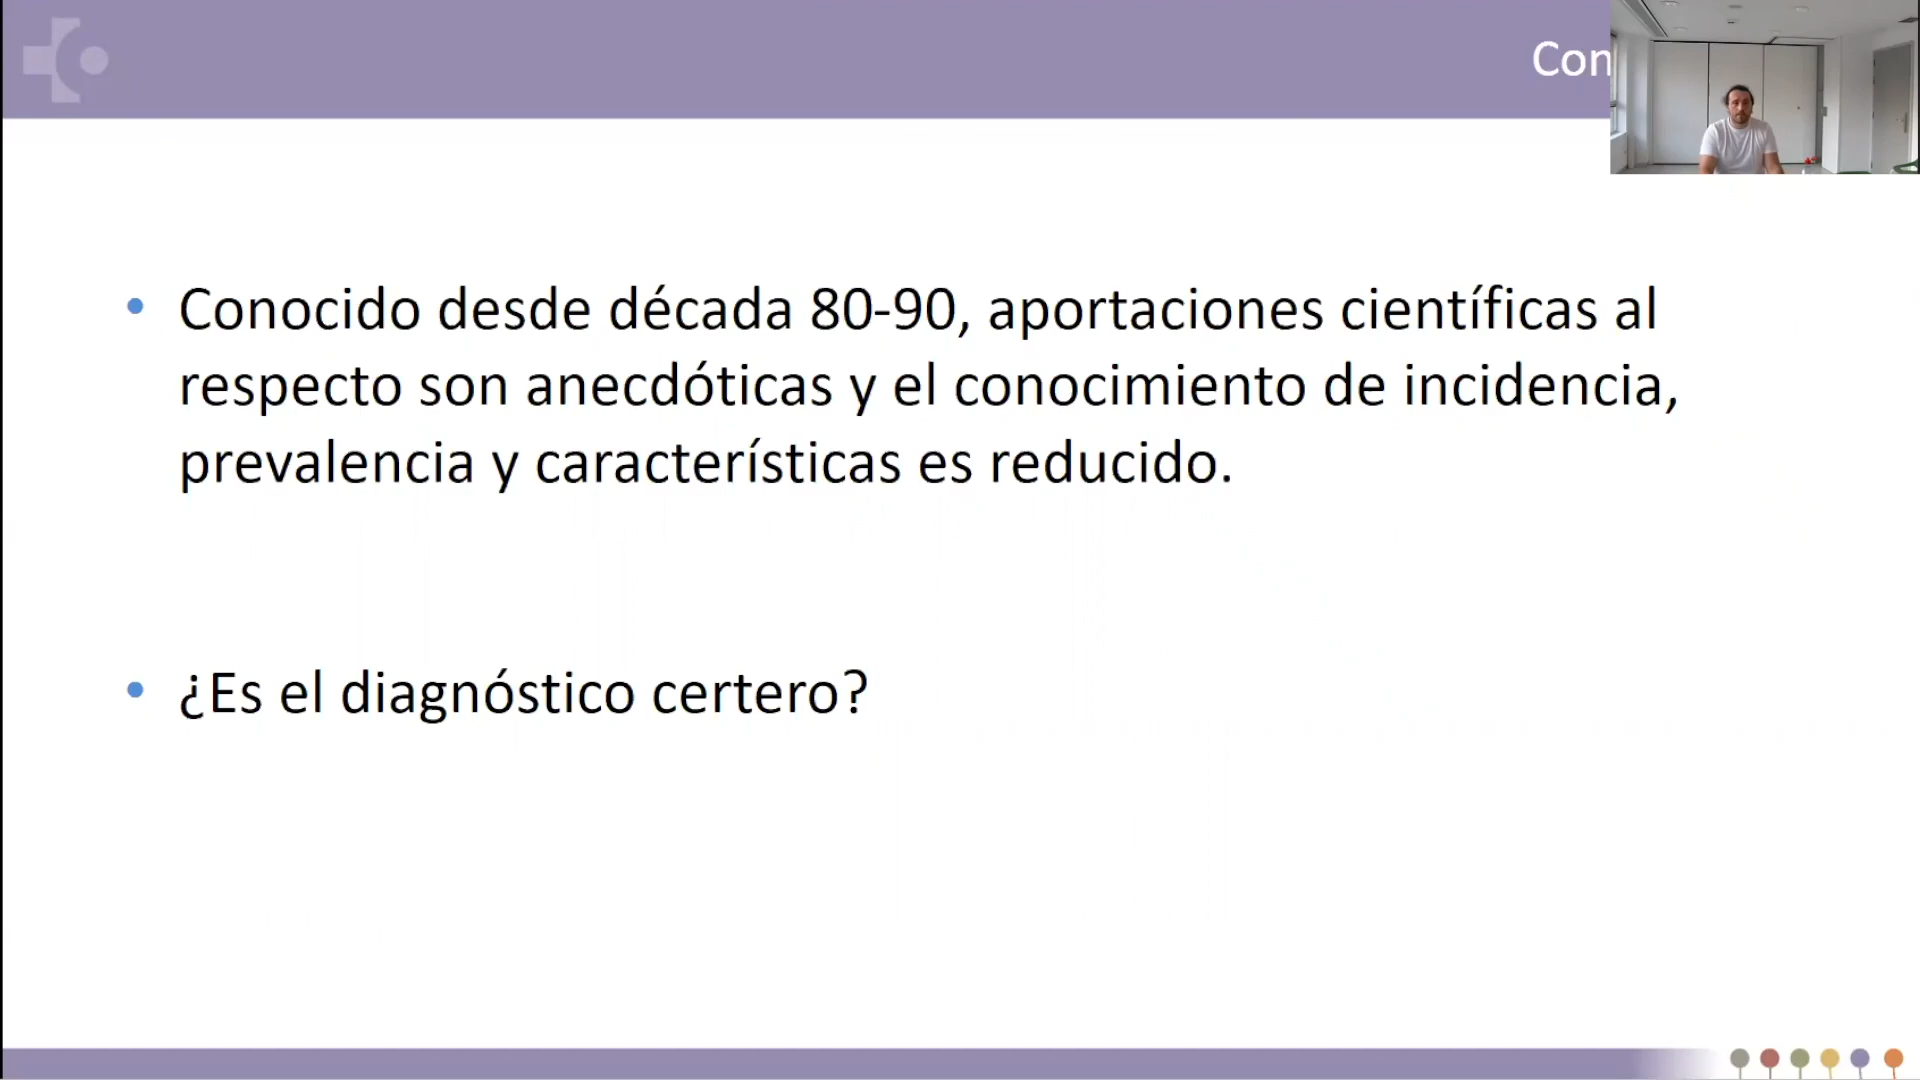 Conocido desde década 80-90, aportaciones científicas al
respecto son anecdóticas y el conocimiento de incidencia,
prevalencia y características es reducido.
¿Es el diagnóstico certero?